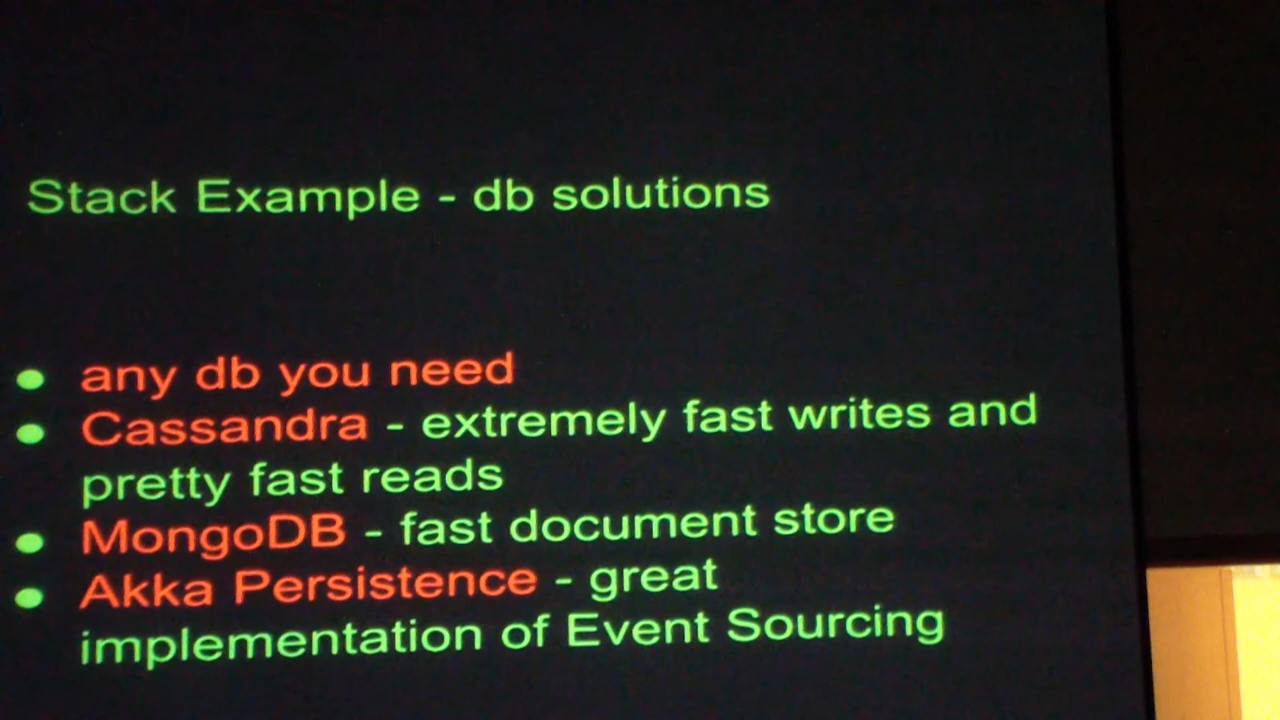 Stack Example - db solutions
• any db you need
• Cassandra - extremely fast writes and
pretty fast reads
• MongoDB - fast document store
• Akka Persistence - great
implementation of Event Sourcing